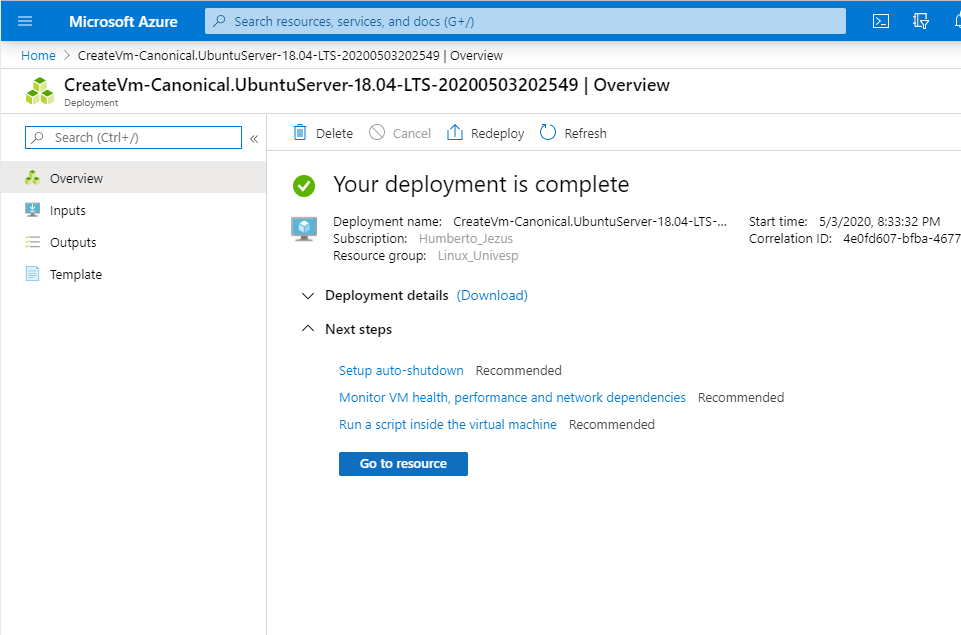 Microsoft Azure
Search resources, services, and docs (G+/)
Home > CreateVm-Canonical.UbuntuServer-18.04-LTS-20200503202549 | Overview
CreateVm-Canonical.UbuntuServer-18.04-LTS-20200503202549 | Overview
Deployment
Search (Ctrl+/)
«
Overview
Inputs
Outputs
Template
Delete Cancel Redeploy Refresh
Your deployment is complete
Deployment name: CreateVm-Canonical.UbuntuServer-18.04-LTS-...
Subscription: Humberto_Jezus
Resource group: Linux_Univesp
Start time: 5/3/2020, 8:33:32 PM
Correlation ID: 4e0fd607-bfba-4677
Deployment details (Download)
Next steps
Setup auto-shutdown Recommended
Monitor VM health, performance and network dependencies Recommended
Run a script inside the virtual machine Recommended
Go to resource